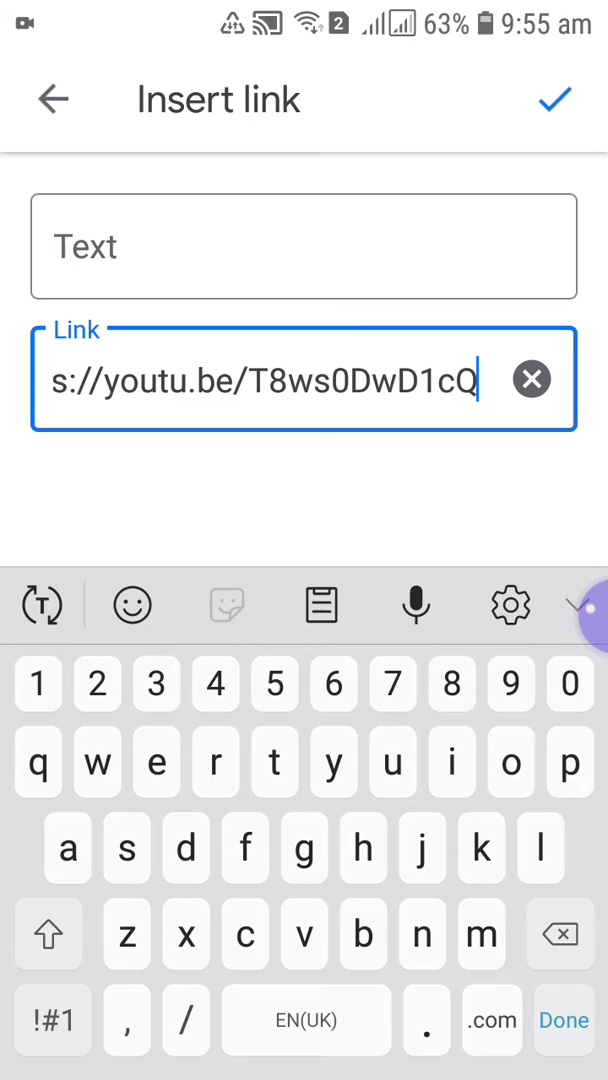 2 63% 9:55 am
Insert link
Text
Link
s://youtu.be/T8ws0DwD1cQ
T
1 2 3 4 5 6 7 8 9 0
q w e r t y u i o p
a s d f g h j k l
z x c v b n m
!#1 , / EN(UK) . .com Done